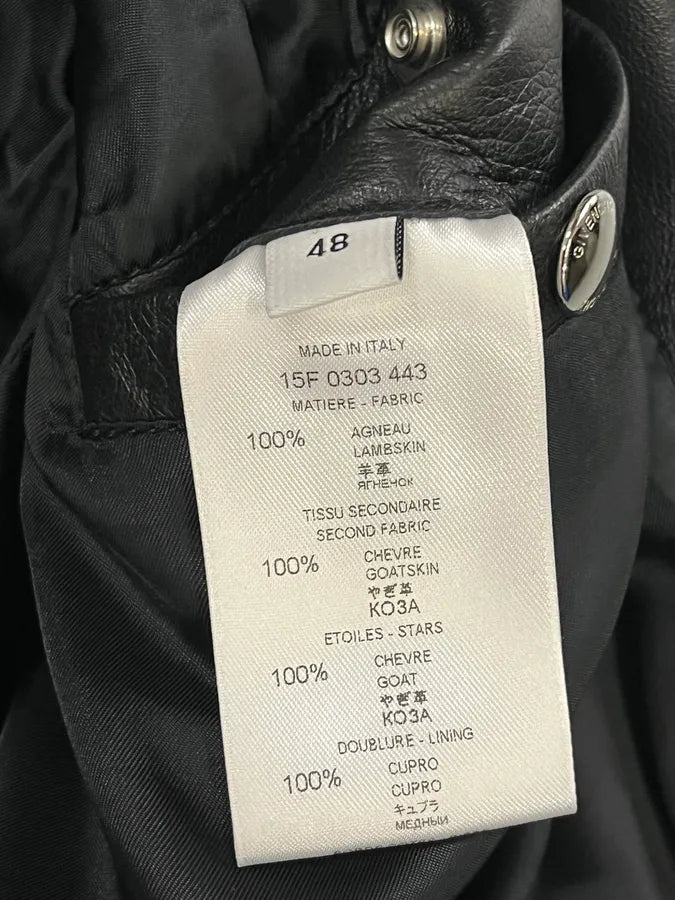 48
GIVEN
MADE IN ITALY
15F 0303 443
MATIERE - FABRIC
100% AGNEAU
LAMBSKIN
羊革
ЯГНЕНОК
TISSU SECONDAIRE
SECOND FABRIC
100% CHEVRE
GOATSKIN
やぎ革
КОЗА
ETOILES - STARS
100% CHEVRE
GOAT
やぎ革
КОЗА
DOUBLURE - LINING
100% CUPRO
CUPRO
キュプラ
МЕДНЫЙ